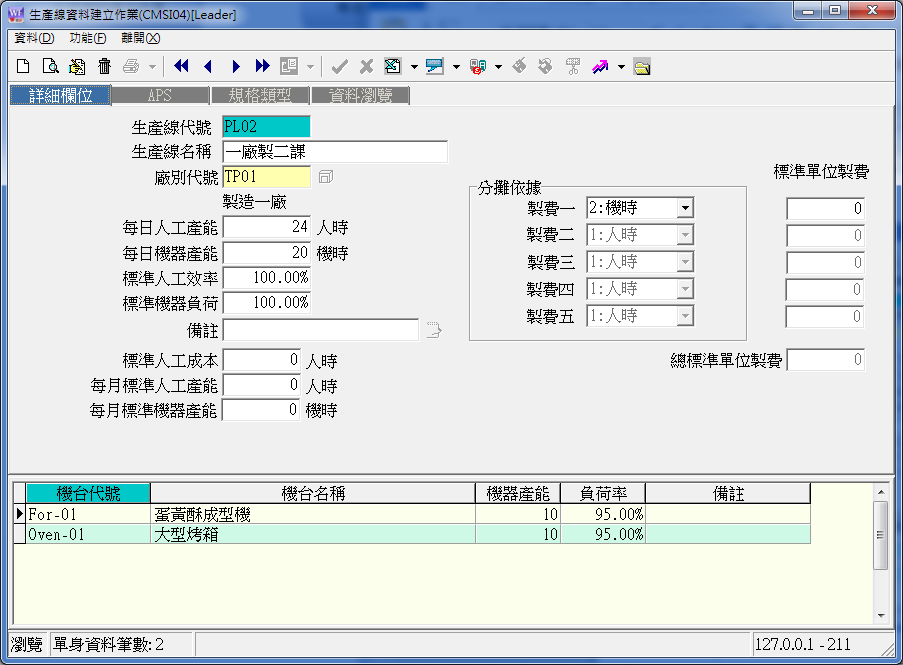 生產線資料建立作業(CMSI04)[Leader]
資料(D) 功能(F) 離開(X)
詳細欄位 APS 規格類型 資料瀏覽
生產線代號 PL02
生產線名稱 一廠製二課
廠別代號 TP01
製造一廠
每日人工產能 24 人時
每日機器產能 20 機時
標準人工效率 100.00%
標準機器負荷 100.00%
備註
標準人工成本 0 人時
每月標準人工產能 0 人時
每月標準機器產能 0 機時
分攤依據
標準單位製費
製費一 2:機時 0
製費二 1:人時 0
製費三 1:人時 0
製費四 1:人時 0
製費五 1:人時 0
總標準單位製費 0
機台代號 機台名稱 機器產能 負荷率 備註
For-01 蛋黃酥成型機 10 95.00%
Oven-01 大型烤箱 10 95.00%
瀏覽 單身資料筆數: 2 127.0.0.1 - 211